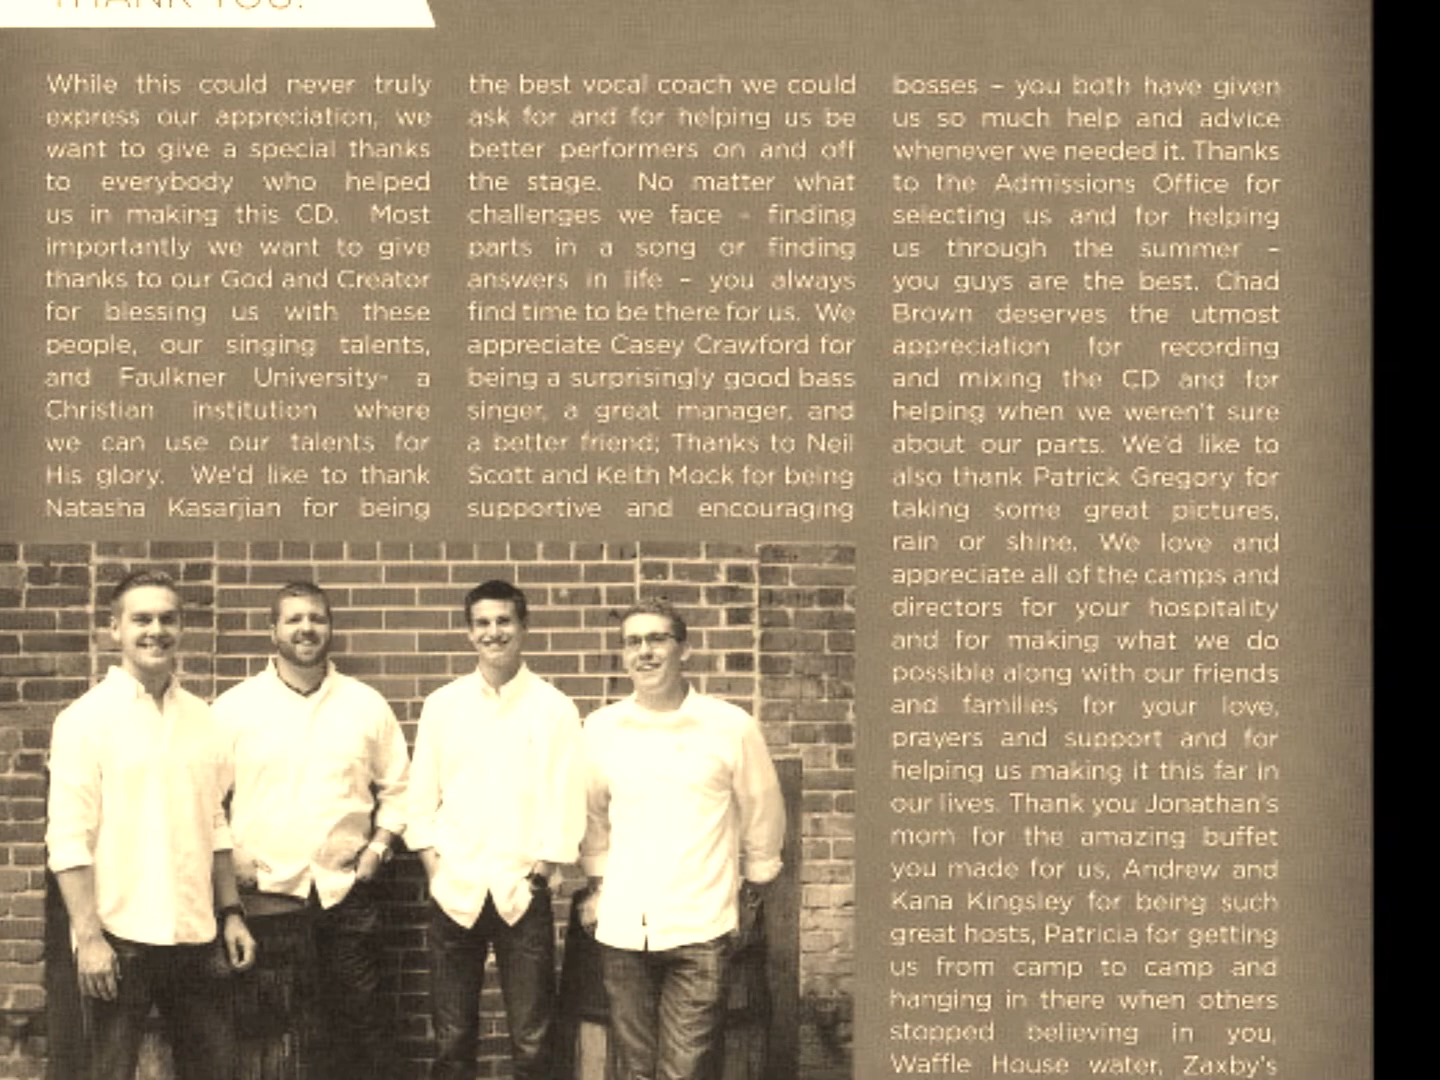 THANK YOU!
While this could never truly
express our appreciation, we
want to give a special thanks
to everybody who helped
us in making this CD. Most
importantly we want to give
thanks to our God and Creator
for blessing us with these
people, our singing talents,
and Faulkner University- a
Christian institution where
we can use our talents for
His glory. We'd like to thank
Natasha Kasarjian for being
the best vocal coach we could
ask for and for helping us be
better performers on and off
the stage. No matter what
challenges we face - finding
parts in a song or finding
answers in life - you always
find time to be there for us. We
appreciate Casey Crawford for
being a surprisingly good bass
singer, a great manager, and
a better friend; Thanks to Neil
Scott and Keith Mock for being
supportive and encouraging
bosses – you both have given
us so much help and advice
whenever we needed it. Thanks
to the Admissions Office for
selecting us and for helping
us through the summer –
you guys are the best. Chad
Brown deserves the utmost
appreciation for recording
and mixing the CD and for
helping when we weren't sure
about our parts. We'd like to
also thank Patrick Gregory for
taking some great pictures,
rain or shine. We love and
appreciate all of the camps and
directors for your hospitality
and for making what we do
possible along with our friends
and families for your love,
prayers and support and for
helping us making it this far in
our lives. Thank you Jonathan's
mom for the amazing buffet
you made for us, Andrew and
Kana Kingsley for being such
great hosts, Patricia for getting
us from camp to camp and
hanging in there when others
stopped believing in you,
Waffle House water, Zaxby's